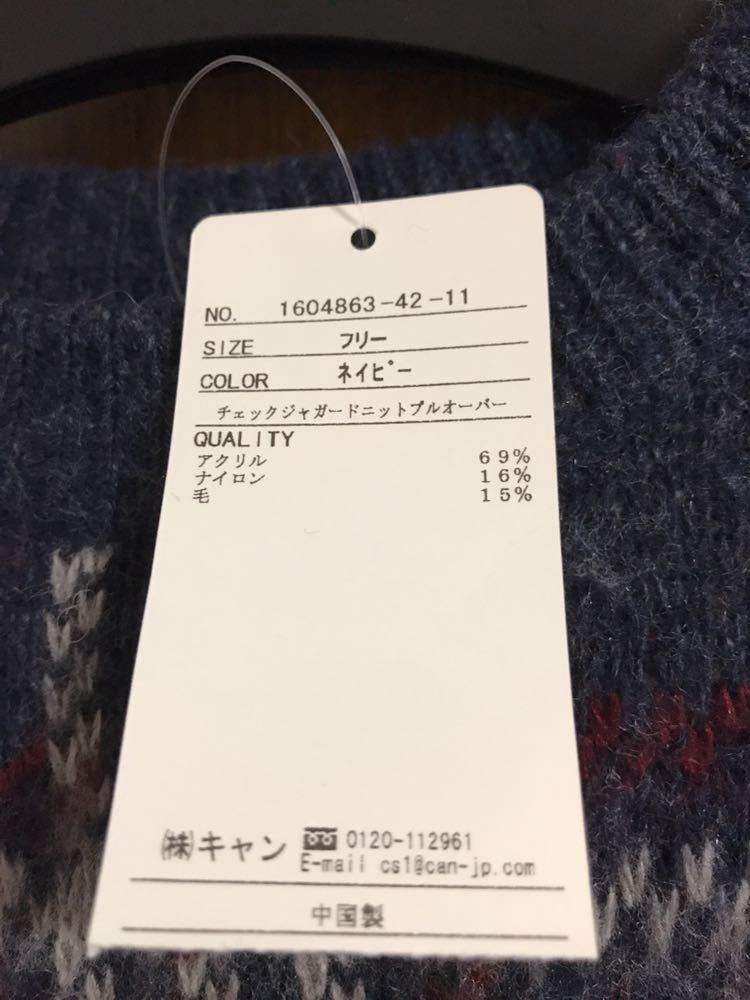 NO. 1604863-42-11
SIZE フリー
COLOR ネイビー
チェックジャガードニットプルオーバー
QUALITY
アクリル 69%
ナイロン 16%
毛 15%
㈱キャン 0120-112961
E-mail cs1@can-jp.com
中国製